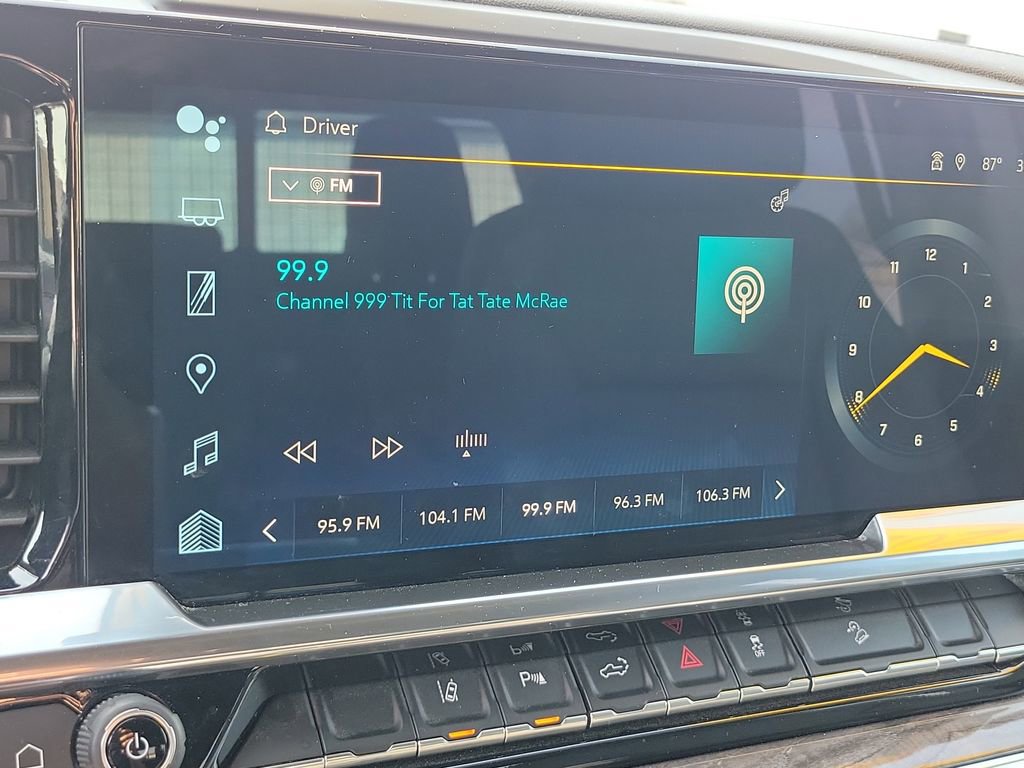 Driver
87° 3
FM
99.9
Channel 999 Tit For Tat Tate McRae
12
11 1
10 2
9 3
8 4
7 5
6
95.9 FM 104.1 FM 99.9 FM 96.3 FM 106.3 FM
P
OFF